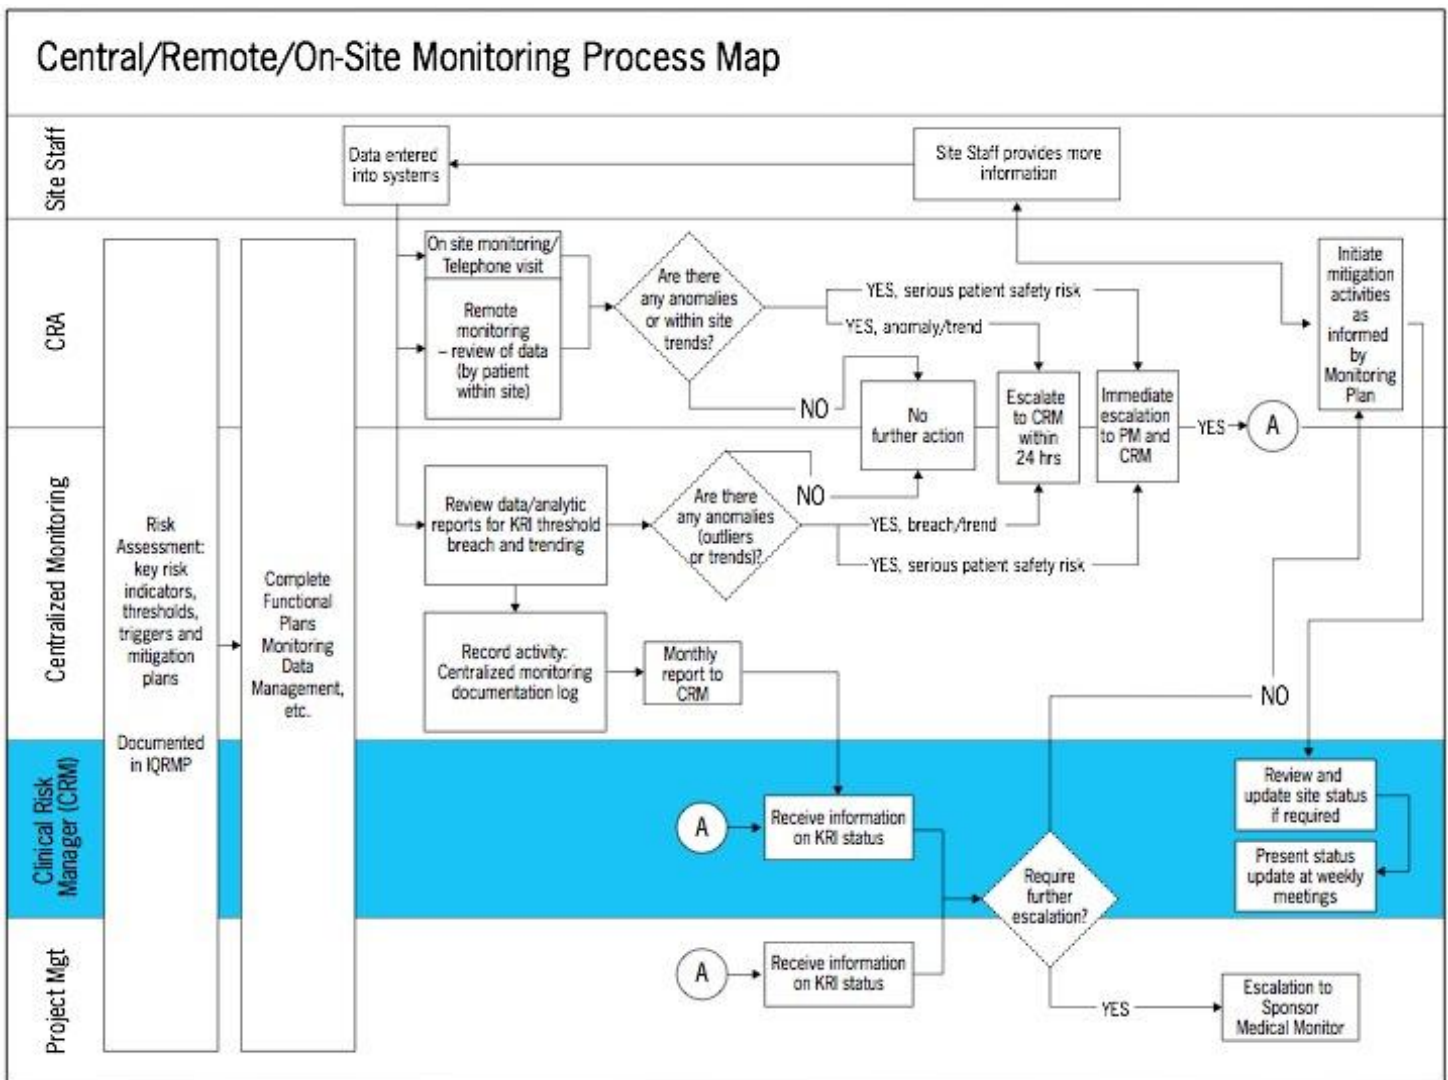 Central/Remote/On-Site Monitoring Process Map
Site Staff
Data entered
into systems
Site Staff provides more
information
CRA
On site monitoring/
Telephone visit
Remote
monitoring
– review of data
(by patient
within site)
Are there
any anomalies
or within site
trends?
YES, serious patient safety risk
YES, anomaly/trend
NO
No
further action
Escalate
to CRM
within
24 hrs
Immediate
escalation
to PM and
CRM
YES
A
Initiate
mitigation
activities
as
informed
by
Monitoring
Plan
Centralized Monitoring
Risk
Assessment:
key risk
indicators,
thresholds,
triggers and
mitigation
plans
Documented
in IQRMP
Complete
Functional
Plans
Monitoring
Data
Management,
etc.
Review data/analytic
reports for KRI threshold
breach and trending
Are there
any anomalies
(outliers
or trends)?
NO
YES, breach/trend
YES, serious patient safety risk
Record activity:
Centralized monitoring
documentation log
Monthly
report to
CRM
NO
Clinical Risk
Manager (CRM)
A
Receive information
on KRI status
Require
further
escalation?
Review and
update site status
if required
Present status
update at weekly
meetings
Project Mgt
A
Receive information
on KRI status
YES
Escalation to
Sponsor
Medical Monitor